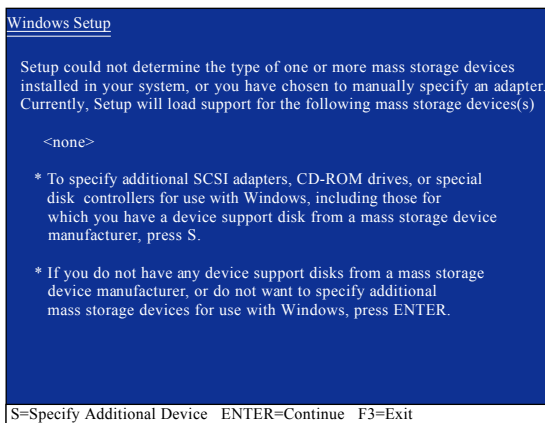 Windows Setup
Setup could not determine the type of one or more mass storage devices
installed in your system, or you have chosen to manually specify an adapter.
Currently, Setup will load support for the following mass storage devices(s)
<none>
* To specify additional SCSI adapters, CD-ROM drives, or special
disk controllers for use with Windows, including those for
which you have a device support disk from a mass storage device
manufacturer, press S.
* If you do not have any device support disks from a mass storage
device manufacturer, or do not want to specify additional
mass storage devices for use with Windows, press ENTER.
S=Specify Additional Device ENTER=Continue F3=Exit